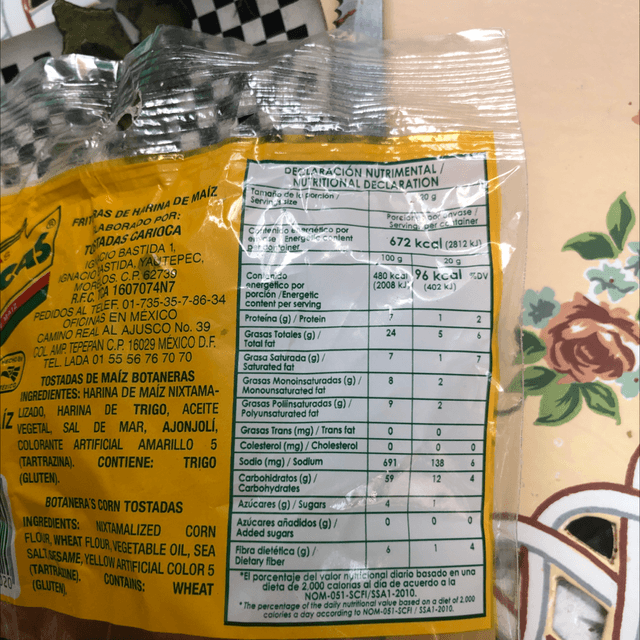 FRITURAS DE HARINA DE MAÍZ
ELABORADO POR:
TOSTADAS CARIOCA
IGNACIO BASTIDA 1,
IGNACIO BASTIDA, YAUTEPEC,
C.P. 62739
R.F.C. 1607074N7
PEDIDOS AL TELEF. 01-735-35-7-86-34
OFICINAS EN MÉXICO
CAMINO REAL AL AJUSCO No. 39
COL. AMP. TEPEPAN C.P. 16029 MÉXICO D.F.
TEL. LADA 01 55 56 76 70 70
TOSTADAS DE MAÍZ BOTANERAS
INGREDIENTES: HARINA DE MAÍZ NIXTAMA-
LIZADO, HARINA DE TRIGO, ACEITE
VEGETAL, SAL DE MAR, AJONJOLÍ,
COLORANTE ARTIFICIAL AMARILLO 5
(TARTRAZINA). CONTIENE: TRIGO
(GLUTEN).
BOTANERA'S CORN TOSTADAS
INGREDIENTS: NIXTAMALIZED CORN
FLOUR, WHEAT FLOUR, VEGETABLE OIL, SEA
SALT, SESAME, YELLOW ARTIFICIAL COLOR 5
(TARTRAZINE). CONTAINS: WHEAT
(GLUTEN).
DECLARACIÓN NUTRIMENTAL /
NUTRITIONAL DECLARATION
Tamaño de la porción / 20 g
Serving size
Porciones por envase /
Servings per container
Contenido energético por
envase / Energetic content
per container
672 kcal (2812 kJ)
100 g 20 g
Contenido
energético por
porción / Energetic
content per serving
480 kcal 96 kcal %DV
(2008 kJ) (402 kJ)
Proteína (g) / Protein 7 1 2
Grasas Totales (g) / 24 5 6
Total fat
Grasa Saturada (g) / 7 1 7
Saturated fat
Grasas Monoinsaturadas (g) / 8 2
Monounsaturated fat
Grasas Poliinsaturadas (g) / 9 2
Polyunsaturated fat
Grasas Trans (mg) / Trans fat 0 0
Colesterol (mg) / Cholesterol 0 0 0
Sodio (mg) / Sodium 691 138 6
Carbohidratos (g) / 59 12 4
Carbohydrates
Azúcares (g) / Sugars 4
Azúcares añadidos (g) / 0 0 0
Added sugars
Fibra dietética (g) / 6 1 4
Dietary fiber
*El porcentaje del valor nutricional diario basado en una
dieta de 2,000 calorías al día de acuerdo a la
NOM-051-SCFI/SSA1-2010.
*The percentage of the daily nutritional value based on a diet of 2,000
calories a day according to NOM-051-SCFI / SSA1-2010.